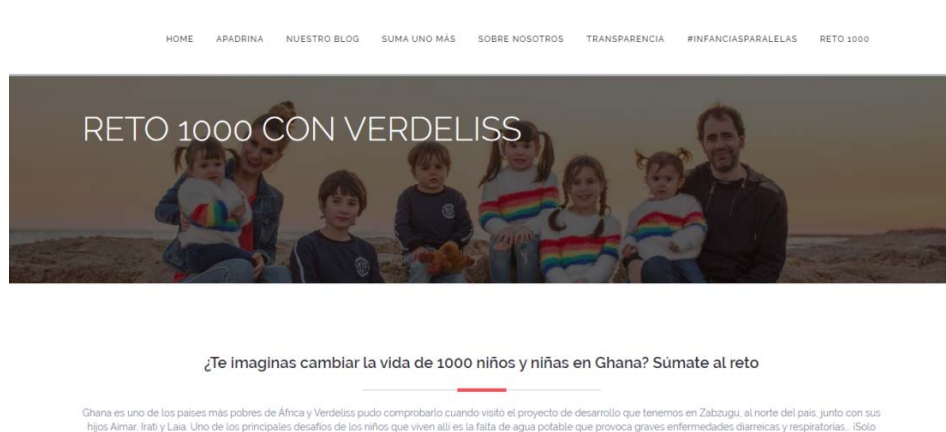 HOME APADRINA NUESTRO BLOG SUMA UNO MÁS SOBRE NOSOTROS TRANSPARENCIA #INFANCIASPARALELAS RETO 1000
RETO 1000 CON VERDELISS
¿Te imaginas cambiar la vida de 1000 niños y niñas en Ghana? Súmate al reto
Ghana es uno de los países más pobres de África y Verdeliss pudo comprobarlo cuando visitó el proyecto de desarrollo que tenemos en Zabzugu, al norte del país, junto con sus
hijos Aimar, Irati y Laia. Uno de los principales desafíos de los niños que viven allí es la falta de agua potable que provoca graves enfermedades diarreicas y respiratorias... ¡Solo